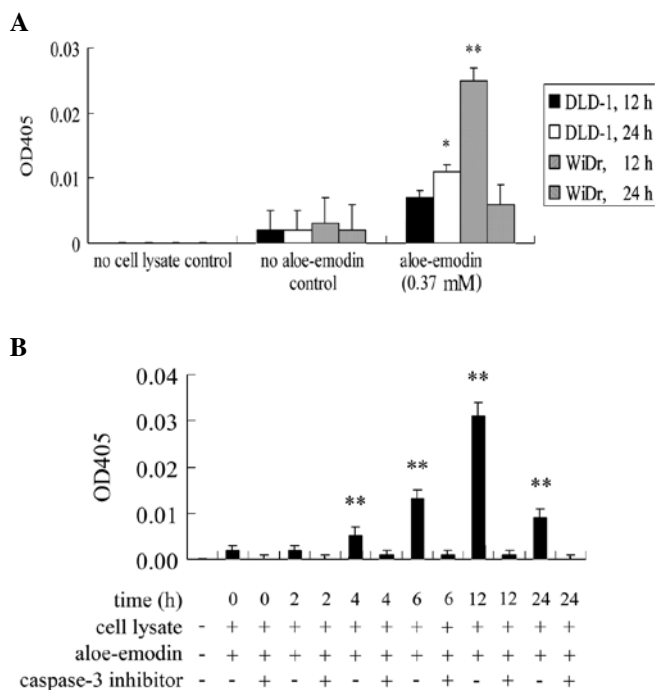 A
0.03
**
0.02
OD405
*
0.01
0
no cell lysate control
no aloe-emodin
control
aloe-emodin
(0.37 mM)
DLD-1, 12 h
DLD-1, 24 h
WiDr, 12 h
WiDr, 24 h
B
0.04
**
0.03
OD405
0.02
**
**
**
0.01
0.00
time (h) 0 0 2 2 4 4 6 6 12 12 24 24
cell lysate - + + + + + + + + + + + +
aloe-emodin - + + + + + + + + + + + +
caspase-3 inhibitor - - + - + - + - + - + - +